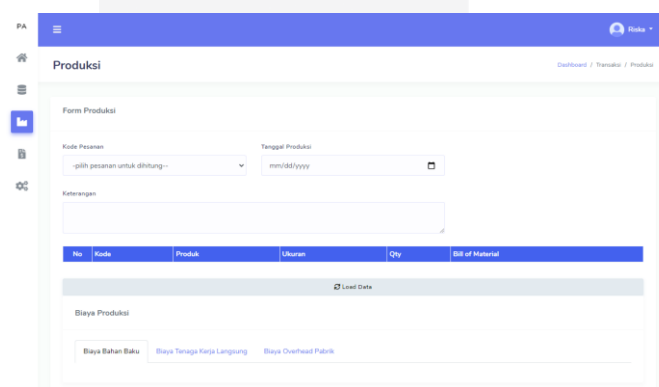 PA
Riska
Produksi
Dashboard / Transaksi / Produksi
Form Produksi
Kode Pesanan
Tanggal Produksi
-pilih pesanan untuk dihitung--
mm/dd/yyyy
Keterangan
No Kode Produk Ukuran Qty Bill of Material
Load Data
Biaya Produksi
Biaya Bahan Baku Biaya Tenaga Kerja Langsung Biaya Overhead Pabrik